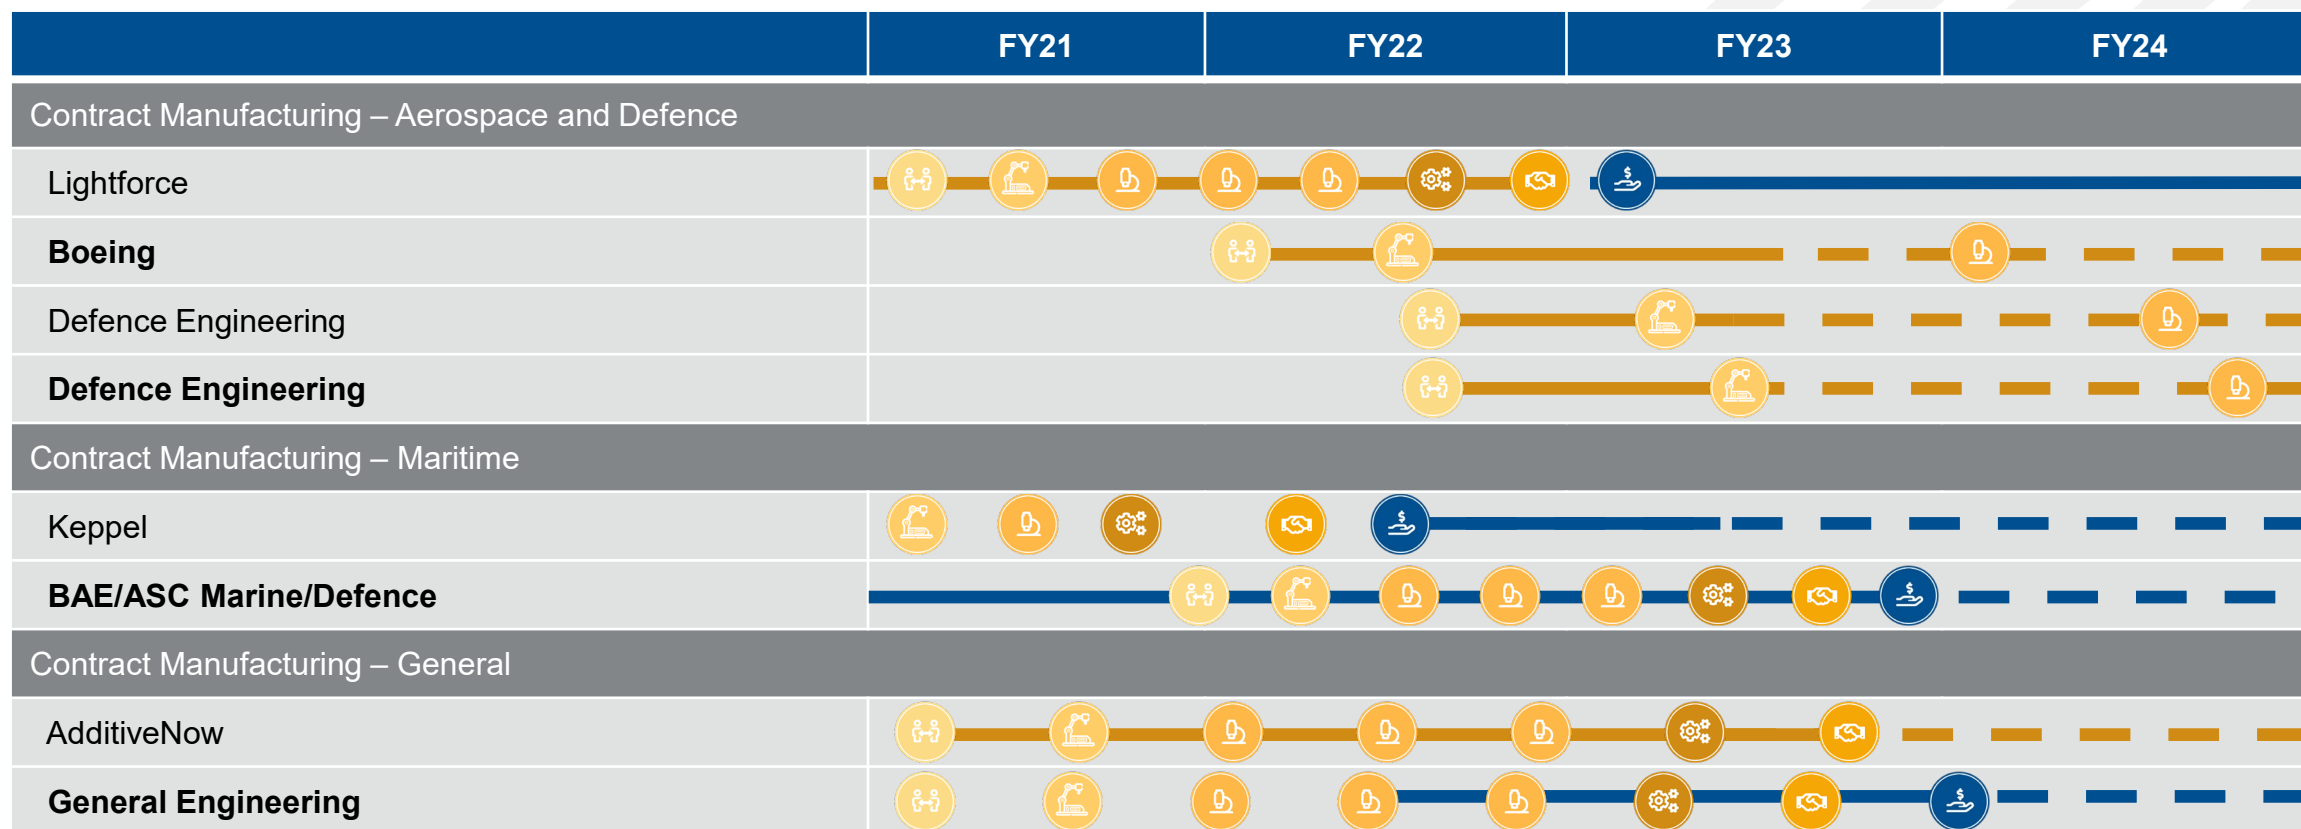 FY21 FY22 FY23 FY24
Contract Manufacturing – Aerospace and Defence
Lightforce
Boeing
Defence Engineering
Defence Engineering
Contract Manufacturing – Maritime
Keppel
BAE/ASC Marine/Defence
Contract Manufacturing – General
AdditiveNow
General Engineering